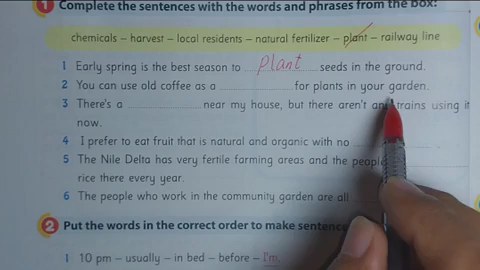 1 Complete the sentences with the words and phrases from the box:
chemicals – harvest – local residents – natural fertilizer – plant – railway line
1 Early spring is the best season to plant seeds in the ground.
2 You can use old coffee as a for plants in your garden.
3 There's a near my house, but there aren't any trains using it
now.
4 I prefer to eat fruit that is natural and organic with no
5 The Nile Delta has very fertile farming areas and the people
rice there every year.
6 The people who work in the community garden are all
2 Put the words in the correct order to make
1 10 pm – usually – in bed – before – I'm.